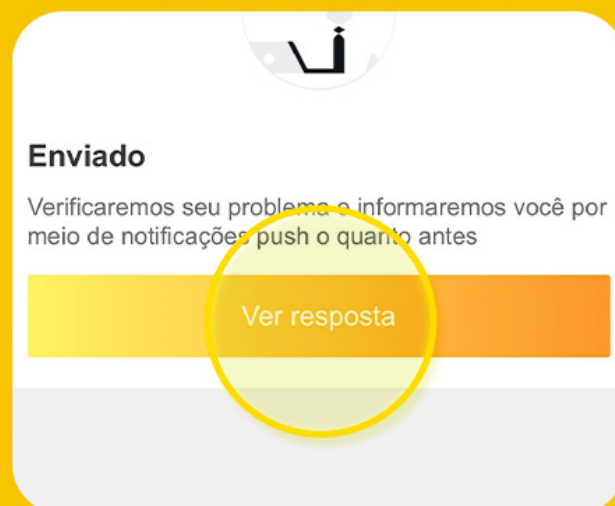 Enviado
Verificaremos seu problema e informaremos você por
meio de notificações push o quanto antes
Ver resposta